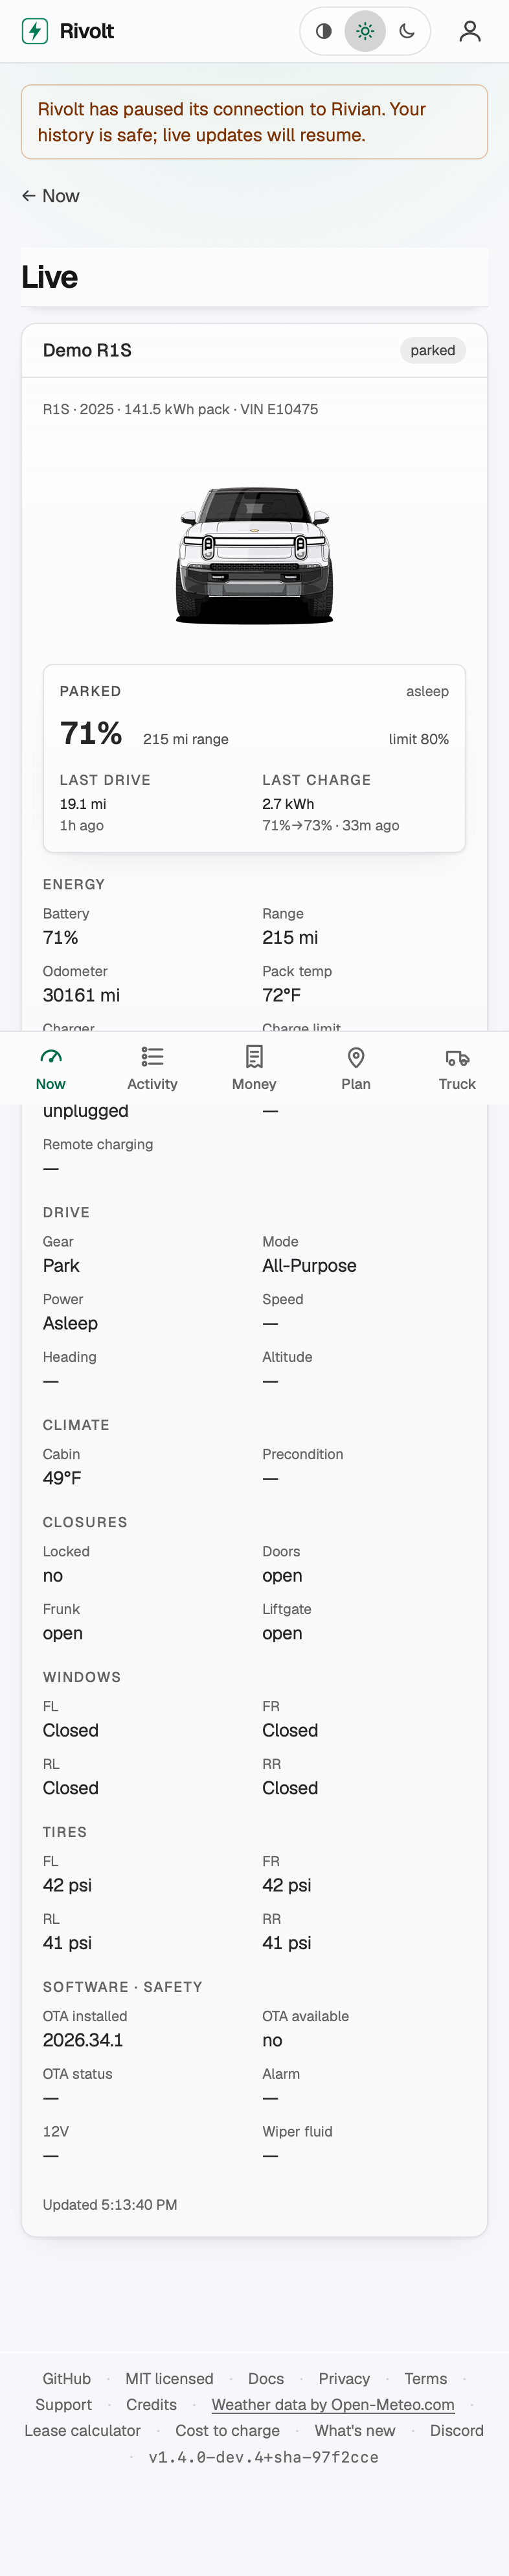 Rivolt
Rivolt has paused its connection to Rivian. Your
history is safe; live updates will resume.
← Now
Live
Demo R1S
parked
R1S · 2025 · 141.5 kWh pack · VIN E10475
PARKED
asleep
71%
215 mi range
limit 80%
LAST DRIVE
LAST CHARGE
19.1 mi
2.7 kWh
1h ago
71%→73% · 33m ago
ENERGY
Battery
Range
71%
215 mi
Odometer
Pack temp
30161 mi
72°F
Charger
Charge limit
Now
Activity
Money
Plan
Truck
unplugged
—
Remote charging
—
DRIVE
Gear
Mode
Park
All-Purpose
Power
Speed
Asleep
—
Heading
Altitude
—
—
CLIMATE
Cabin
Precondition
49°F
—
CLOSURES
Locked
Doors
no
open
Frunk
Liftgate
open
open
WINDOWS
FL
FR
Closed
Closed
RL
RR
Closed
Closed
TIRES
FL
FR
42 psi
42 psi
RL
RR
41 psi
41 psi
SOFTWARE · SAFETY
OTA installed
OTA available
2026.34.1
no
OTA status
Alarm
—
—
12V
Wiper fluid
—
—
Updated 5:13:40 PM
GitHub · MIT licensed · Docs · Privacy · Terms ·
Support · Credits · Weather data by Open-Meteo.com ·
Lease calculator · Cost to charge · What's new · Discord
· v1.4.0-dev.4+sha-97f2cce